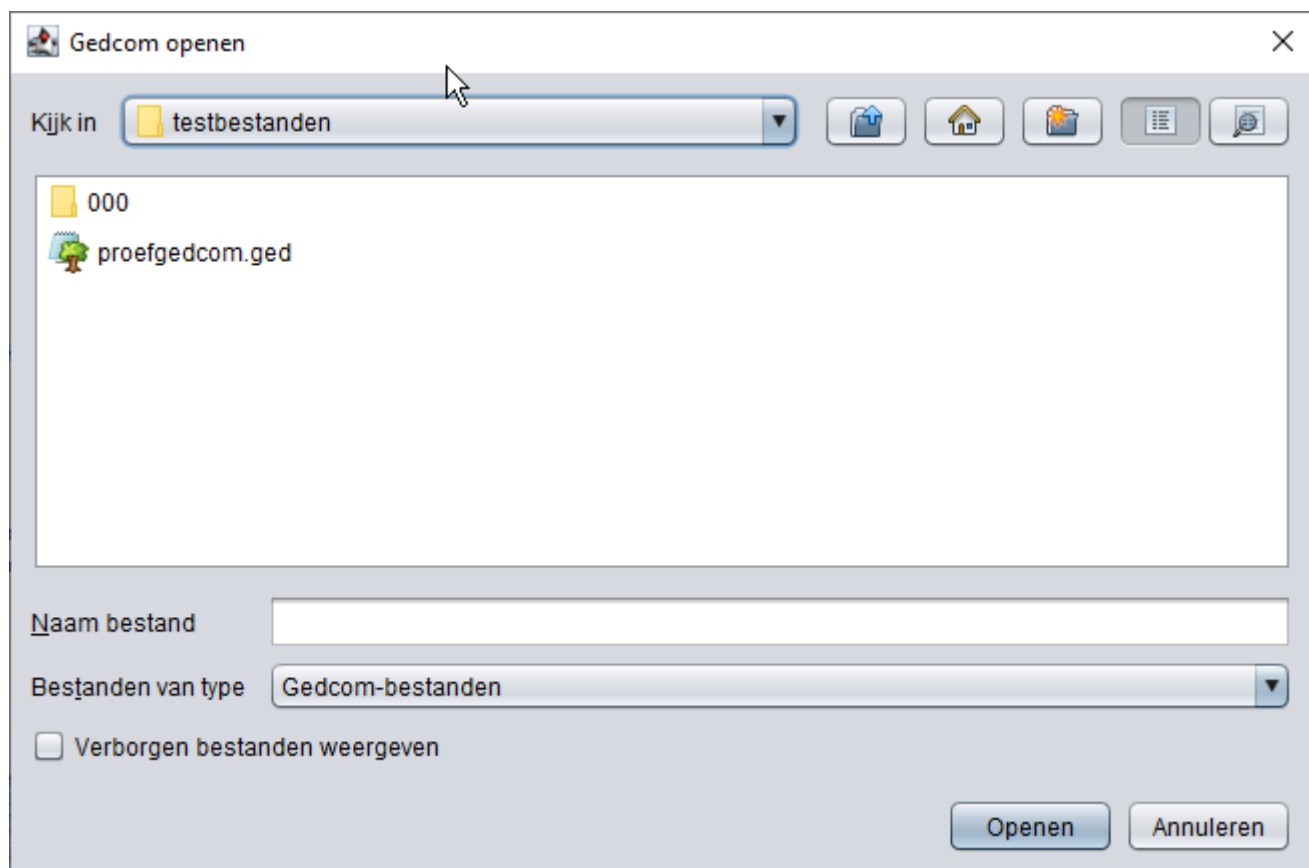 Gedcom openen
Kijk in testbestanden
000
proefgedcom.ged
Naam bestand
Bestanden van type Gedcom-bestanden
Verborgen bestanden weergeven
Openen Annuleren